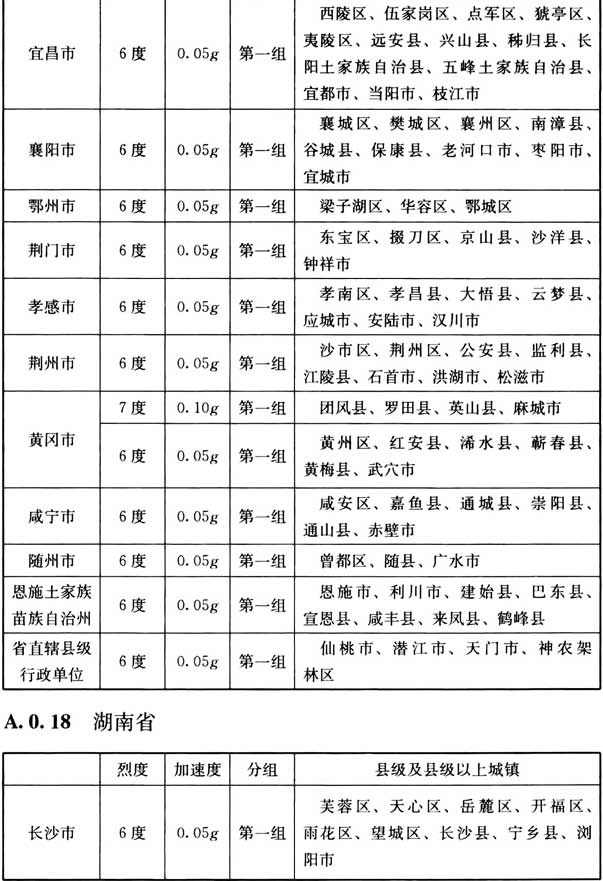 宜昌市 6度 0.05g 第一组 西陵区、伍家岗区、点军区、猇亭区、
夷陵区、远安县、兴山县、秭归县、长
阳土家族自治县、五峰土家族自治县、
宜都市、当阳市、枝江市
襄阳市 6度 0.05g 第一组 襄城区、樊城区、襄州区、南漳县、
谷城县、保康县、老河口市、枣阳市、
宜城市
鄂州市 6度 0.05g 第一组 梁子湖区、华容区、鄂城区
荆门市 6度 0.05g 第一组 东宝区、掇刀区、京山县、沙洋县、
钟祥市
孝感市 6度 0.05g 第一组 孝南区、孝昌县、大悟县、云梦县、
应城市、安陆市、汉川市
荆州市 6度 0.05g 第一组 沙市区、荆州区、公安县、监利县、
江陵县、石首市、洪湖市、松滋市
黄冈市 7度 0.10g 第一组 团风县、罗田县、英山县、麻城市
6度 0.05g 第一组 黄州区、红安县、浠水县、蕲春县、
黄梅县、武穴市
咸宁市 6度 0.05g 第一组 咸安区、嘉鱼县、通城县、崇阳县、
通山县、赤壁市
随州市 6度 0.05g 第一组 曾都区、随县、广水市
恩施土家族
苗族自治州 6度 0.05g 第一组 恩施市、利川市、建始县、巴东县、
宣恩县、咸丰县、来凤县、鹤峰县
省直辖县级
行政单位 6度 0.05g 第一组 仙桃市、潜江市、天门市、神农架
林区
A.0.18 湖南省
烈度 加速度 分组 县级及县级以上城镇
长沙市 6度 0.05g 第一组 芙蓉区、天心区、岳麓区、开福区、
雨花区、望城区、长沙县、宁乡县、浏
阳市